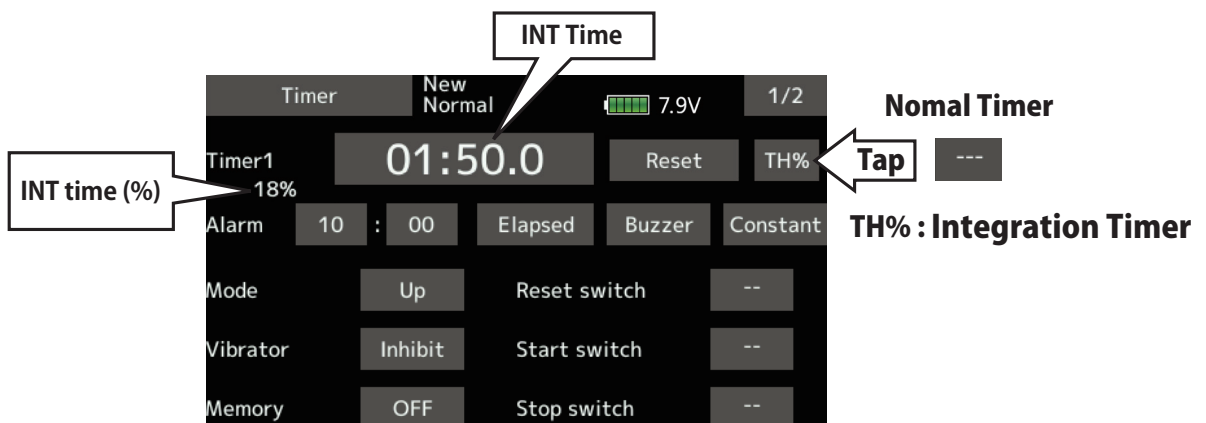 INT Time
Timer New Normal 7.9V 1/2
Nomal Timer
Timer1 01:50.0 Reset TH% Tap ---
INT time (%) 18%
Alarm 10 : 00 Elapsed Buzzer Constant
TH% : Integration Timer
Mode Up Reset switch --
Vibrator Inhibit Start switch --
Memory OFF Stop switch --